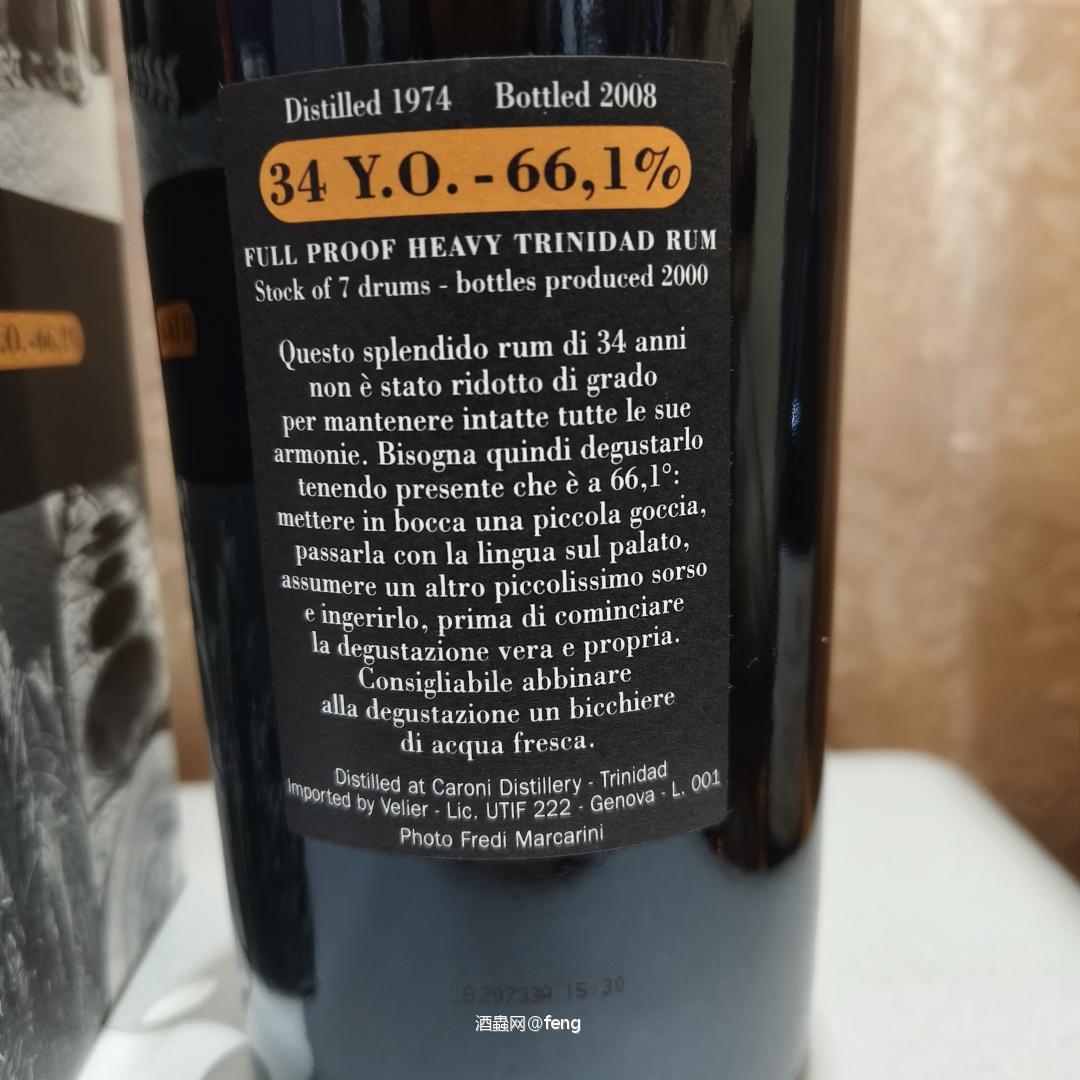 Distilled 1974 Bottled 2008
34 Y.O. - 66,1%
FULL PROOF HEAVY TRINIDAD RUM
Stock of 7 drums - bottles produced 2000
Questo splendido rum di 34 anni
non è stato ridotto di grado
per mantenere intatte tutte le sue
armonie. Bisogna quindi degustarlo
tenendo presente che è a 66,1°:
mettere in bocca una piccola goccia,
passarla con la lingua sul palato,
assumere un altro piccolissimo sorso
e ingerirlo, prima di cominciare
la degustazione vera e propria.
Consigliabile abbinare
alla degustazione un bicchiere
di acqua fresca.
Distilled at Caroni Distillery - Trinidad
Imported by Velier - Lic. UTIF 222 - Genova - L. 001
Photo Fredi Marcarini
15:30
酒蟲网@feng